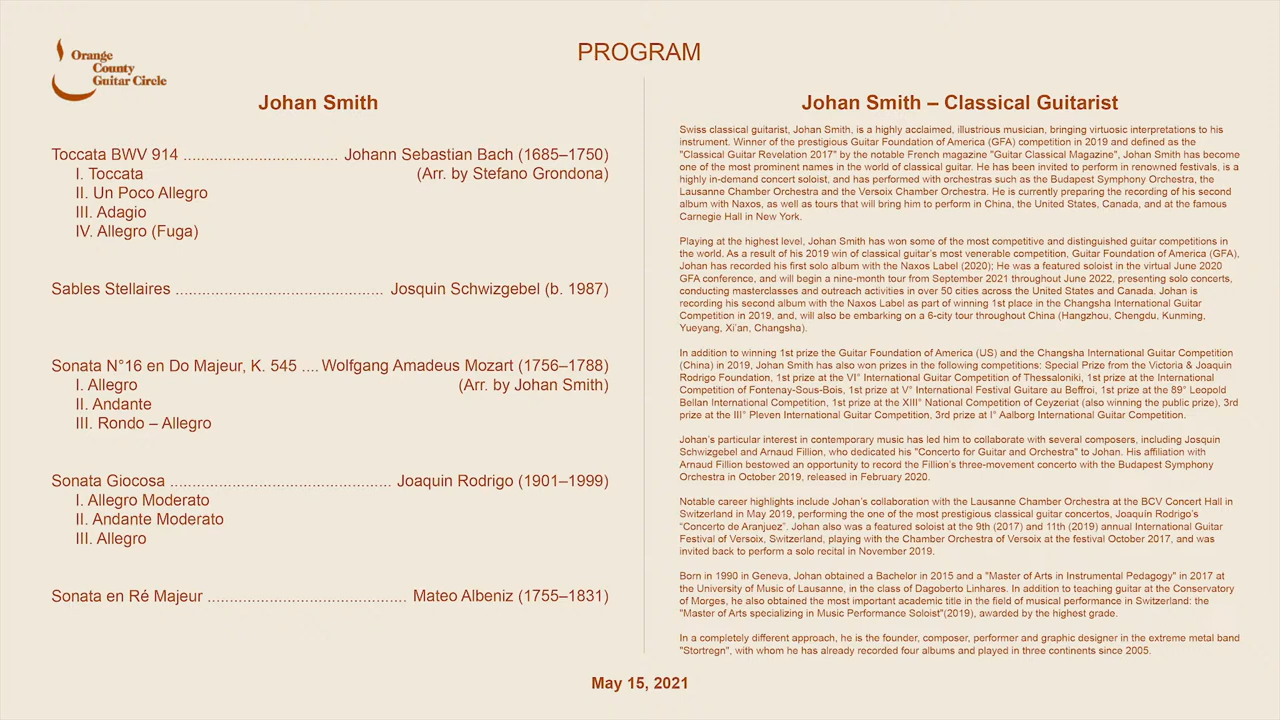 Orange
County
Guitar Circle
PROGRAM
Johan Smith
Toccata BWV 914 .................................. Johann Sebastian Bach (1685–1750)
I. Toccata (Arr. by Stefano Grondona)
II. Un Poco Allegro
III. Adagio
IV. Allegro (Fuga)
Sables Stellaires .............................................. Josquin Schwizgebel (b. 1987)
Sonata N°16 en Do Majeur, K. 545 .... Wolfgang Amadeus Mozart (1756–1788)
I. Allegro (Arr. by Johan Smith)
II. Andante
III. Rondo – Allegro
Sonata Giocosa ................................................. Joaquin Rodrigo (1901–1999)
I. Allegro Moderato
II. Andante Moderato
III. Allegro
Sonata en Ré Majeur ............................................ Mateo Albeniz (1755–1831)
Johan Smith – Classical Guitarist
Swiss classical guitarist, Johan Smith, is a highly acclaimed, illustrious musician, bringing virtuosic interpretations to his
instrument. Winner of the prestigious Guitar Foundation of America (GFA) competition in 2019 and defined as the
"Classical Guitar Revelation 2017" by the notable French magazine "Guitar Classical Magazine", Johan Smith has become
one of the most prominent names in the world of classical guitar. He has been invited to perform in renowned festivals, is a
highly in-demand concert soloist, and has performed with orchestras such as the Budapest Symphony Orchestra, the
Lausanne Chamber Orchestra and the Versoix Chamber Orchestra. He is currently preparing the recording of his second
album with Naxos, as well as tours that will bring him to perform in China, the United States, Canada, and at the famous
Carnegie Hall in New York.
Playing at the highest level, Johan Smith has won some of the most competitive and distinguished guitar competitions in
the world. As a result of his 2019 win of classical guitar's most venerable competition, Guitar Foundation of America (GFA),
Johan has recorded his first solo album with the Naxos Label (2020); He was a featured soloist in the virtual June 2020
GFA conference, and will begin a nine-month tour from September 2021 throughout June 2022, presenting solo concerts,
conducting masterclasses and outreach activities in over 50 cities across the United States and Canada. Johan is
recording his second album with the Naxos Label as part of winning 1st place in the Changsha International Guitar
Competition in 2019, and, will also be embarking on a 6-city tour throughout China (Hangzhou, Chengdu, Kunming,
Yueyang, Xi'an, Changsha).
In addition to winning 1st prize the Guitar Foundation of America (US) and the Changsha International Guitar Competition
(China) in 2019, Johan Smith has also won prizes in the following competitions: Special Prize from the Victoria & Joaquin
Rodrigo Foundation, 1st prize at the VI° International Guitar Competition of Thessaloniki, 1st prize at the International
Competition of Fontenay-Sous-Bois, 1st prize at V° International Festival Guitare au Beffroi, 1st prize at the 89° Leopold
Bellan International Competition, 1st prize at the XIII° National Competition of Ceyzeriat (also winning the public prize), 3rd
prize at the III° Pleven International Guitar Competition, 3rd prize at I° Aalborg International Guitar Competition.
Johan's particular interest in contemporary music has led him to collaborate with several composers, including Josquin
Schwizgebel and Arnaud Fillion, who dedicated his "Concerto for Guitar and Orchestra" to Johan. His affiliation with
Arnaud Fillion bestowed an opportunity to record the Fillion's three-movement concerto with the Budapest Symphony
Orchestra in October 2019, released in February 2020.
Notable career highlights include Johan's collaboration with the Lausanne Chamber Orchestra at the BCV Concert Hall in
Switzerland in May 2019, performing the one of the most prestigious classical guitar concertos, Joaquín Rodrigo's
“Concerto de Aranjuez”. Johan also was a featured soloist at the 9th (2017) and 11th (2019) annual International Guitar
Festival of Versoix, Switzerland, playing with the Chamber Orchestra of Versoix at the festival October 2017, and was
invited back to perform a solo recital in November 2019.
Born in 1990 in Geneva, Johan obtained a Bachelor in 2015 and a "Master of Arts in Instrumental Pedagogy" in 2017 at
the University of Music of Lausanne, in the class of Dagoberto Linhares. In addition to teaching guitar at the Conservatory
of Morges, he also obtained the most important academic title in the field of musical performance in Switzerland: the
"Master of Arts specializing in Music Performance Soloist"(2019), awarded by the highest grade.
In a completely different approach, he is the founder, composer, performer and graphic designer in the extreme metal band
"Stortregn", with whom he has already recorded four albums and played in three continents since 2005.
May 15, 2021